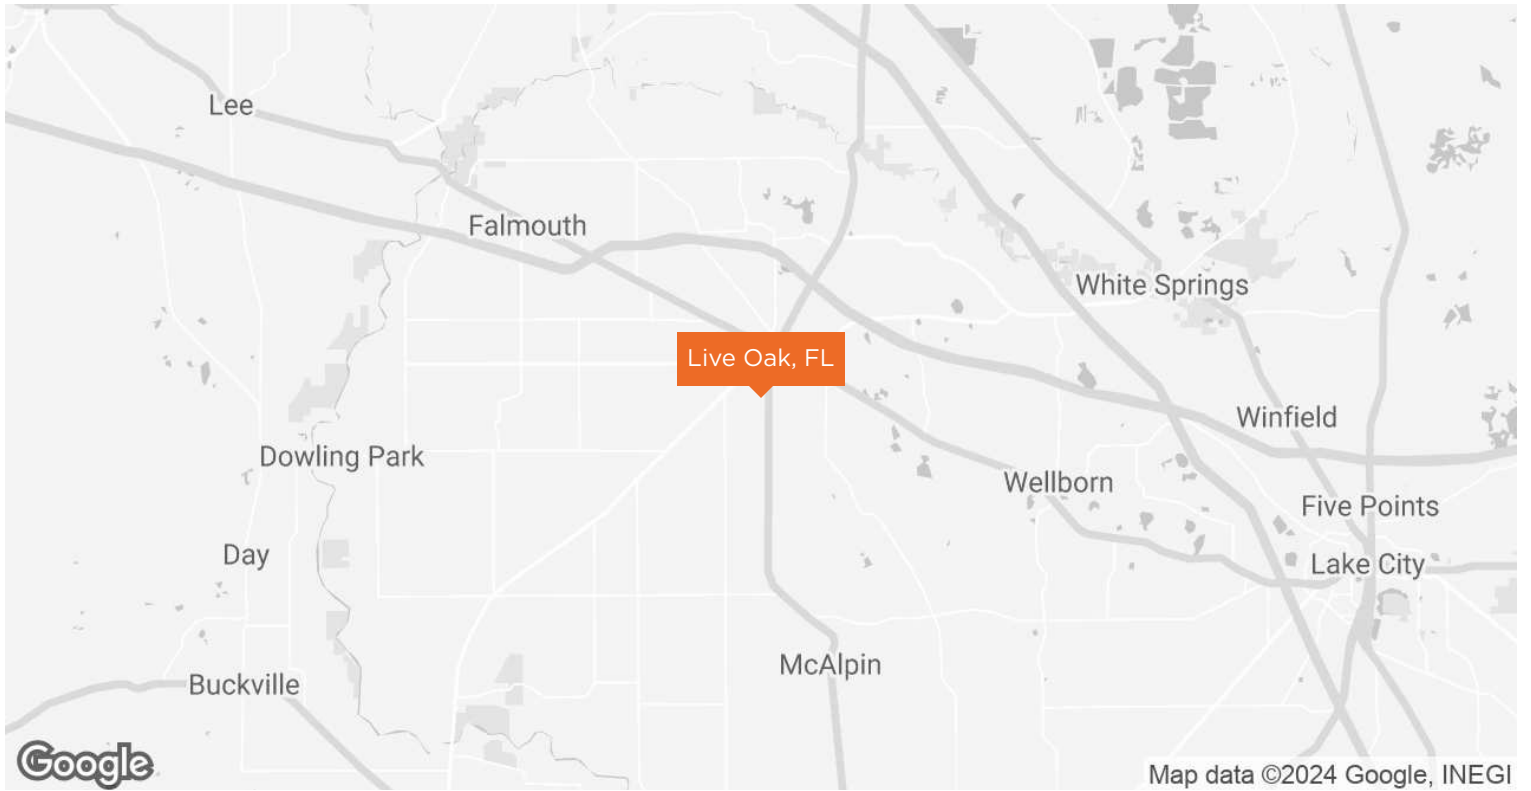 Lee
Falmouth
White Springs
Live Oak, FL
Winfield
Dowling Park
Wellborn
Five Points
Day
Lake City
McAlpin
Buckville
Google
Map data ©2024 Google, INEGI